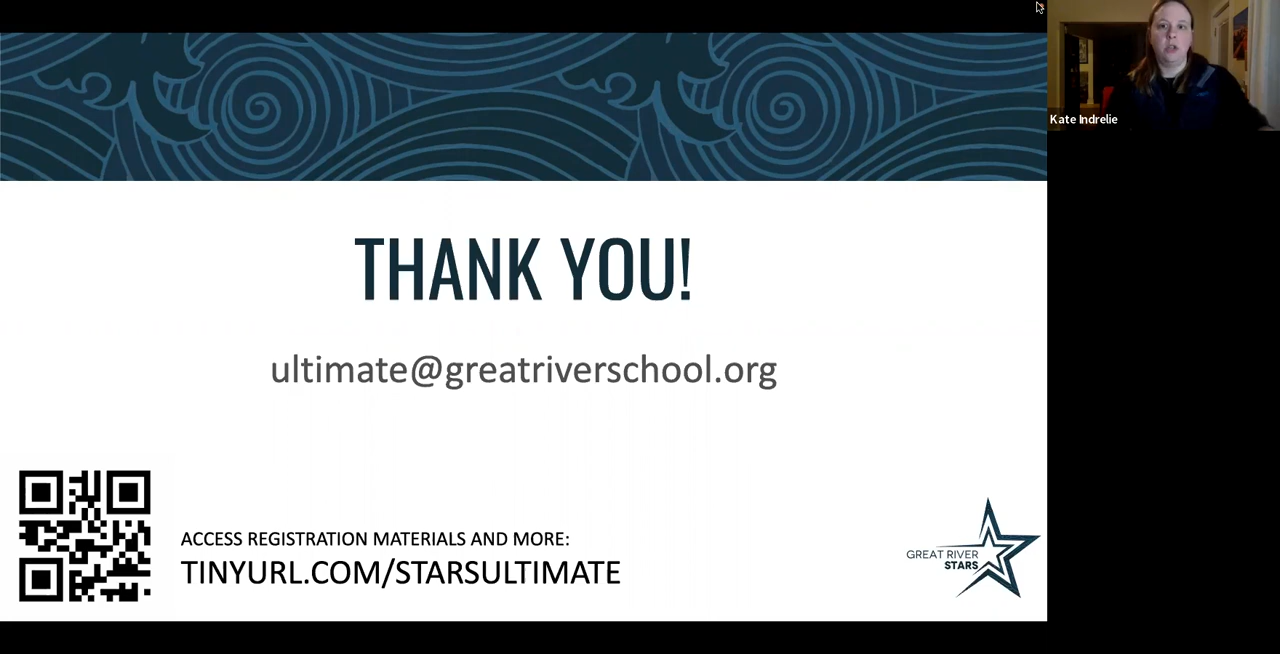 Kate Indrelie
THANK YOU!
ultimate@greatriverschool.org
ACCESS REGISTRATION MATERIALS AND MORE:
TINYURL.COM/STARSULTIMATE
GREAT RIVER
STARS